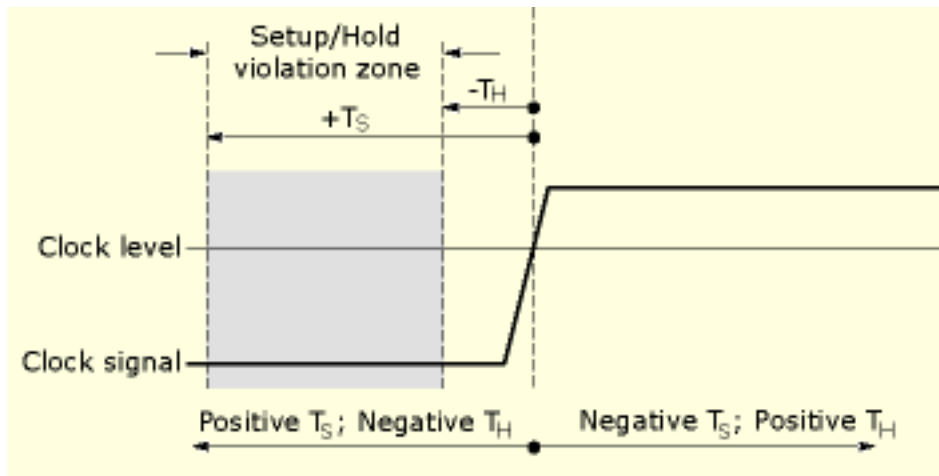 Setup/Hold
violation zone
-TH
+TS
Clock level
Clock signal
Positive TS; Negative TH
Negative TS; Positive TH